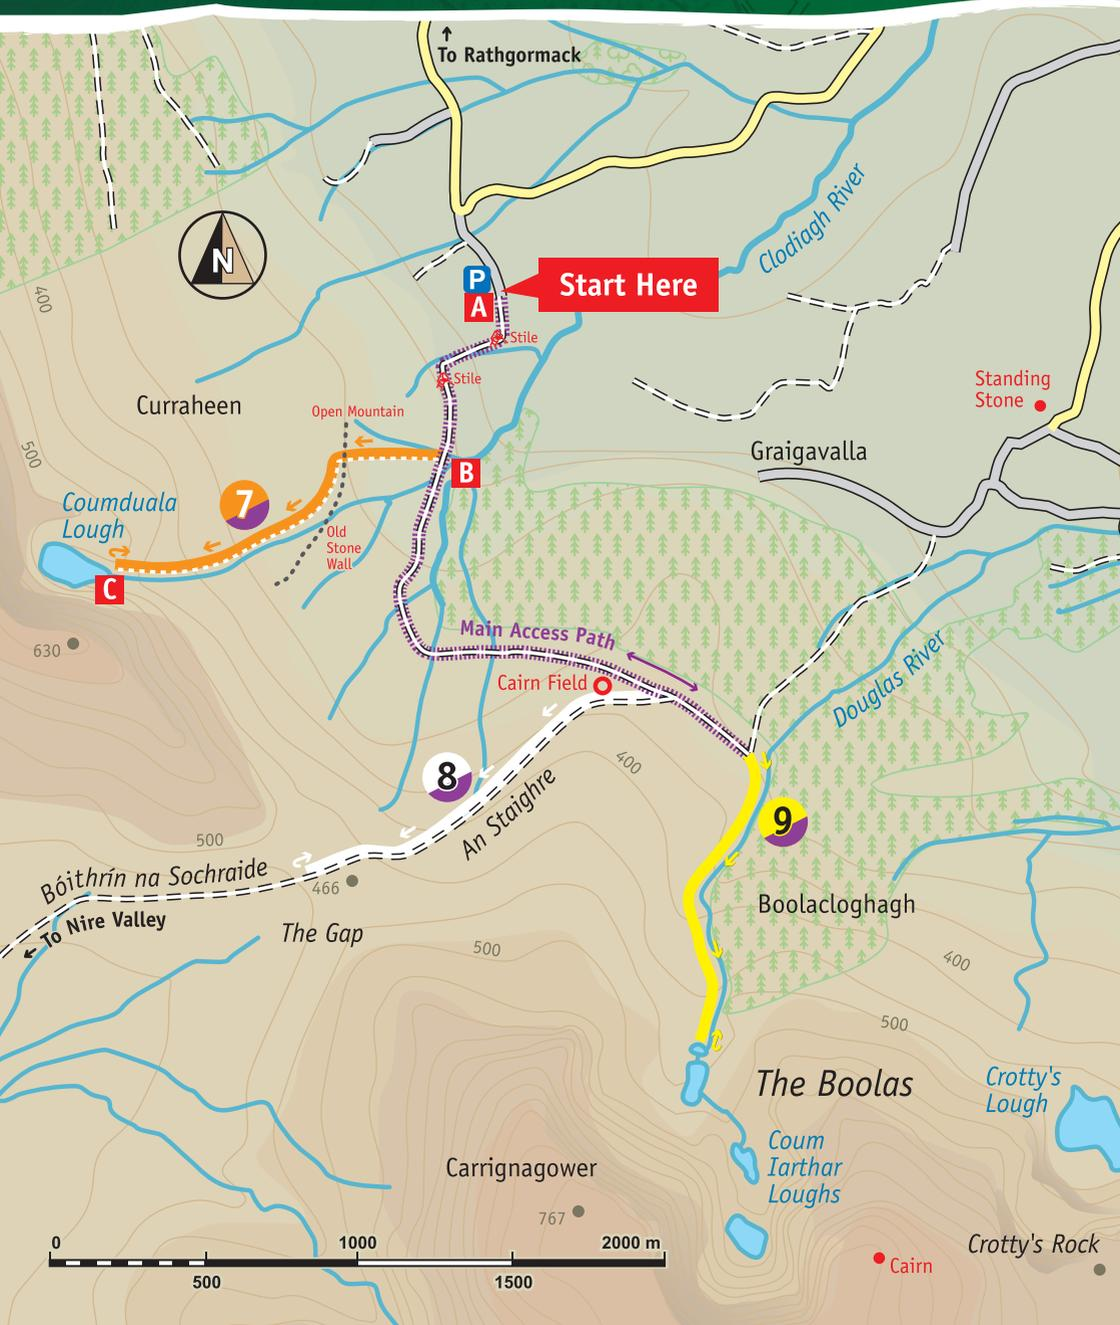 To Rathgormack
Clodiagh River
N
P
A
Start Here
Stile
Stile
400
Curraheen
Open Mountain
Standing
Stone
500
Graigavalla
B
Coumduala
Lough
7
Old
Stone
Wall
C
630
Main Access Path
Cairn Field
Douglas River
400
8
An Staighre
9
500
Bóithrín na Sochraide
466
To Nire Valley
The Gap
500
Boolacloghagh
400
500
The Boolas
Crotty's
Lough
Coum
Iarthar
Loughs
Carrignagower
767
Crotty's Rock
Cairn
0
1000
2000 m
500
1500